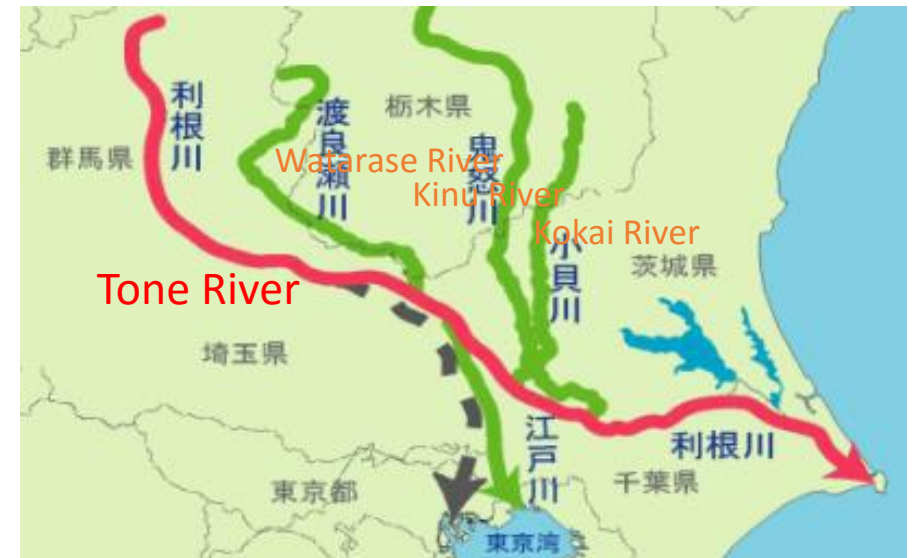 利根川
渡良瀬川
栃木県
鬼怒川
群馬県
Watarase River
Kinu River
Kokai River
小貝川
茨城県
Tone River
埼玉県
江戸川
利根川
千葉県
東京都
東京湾